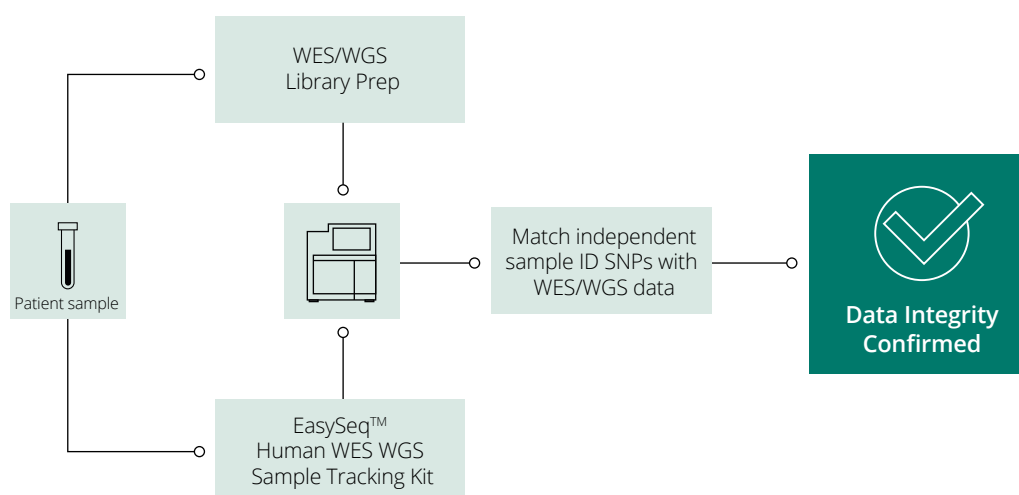 WES/WGS
Library Prep
Patient sample
Match independent
sample ID SNPs with
WES/WGS data
Data Integrity
Confirmed
EasySeq™
Human WES WGS
Sample Tracking Kit